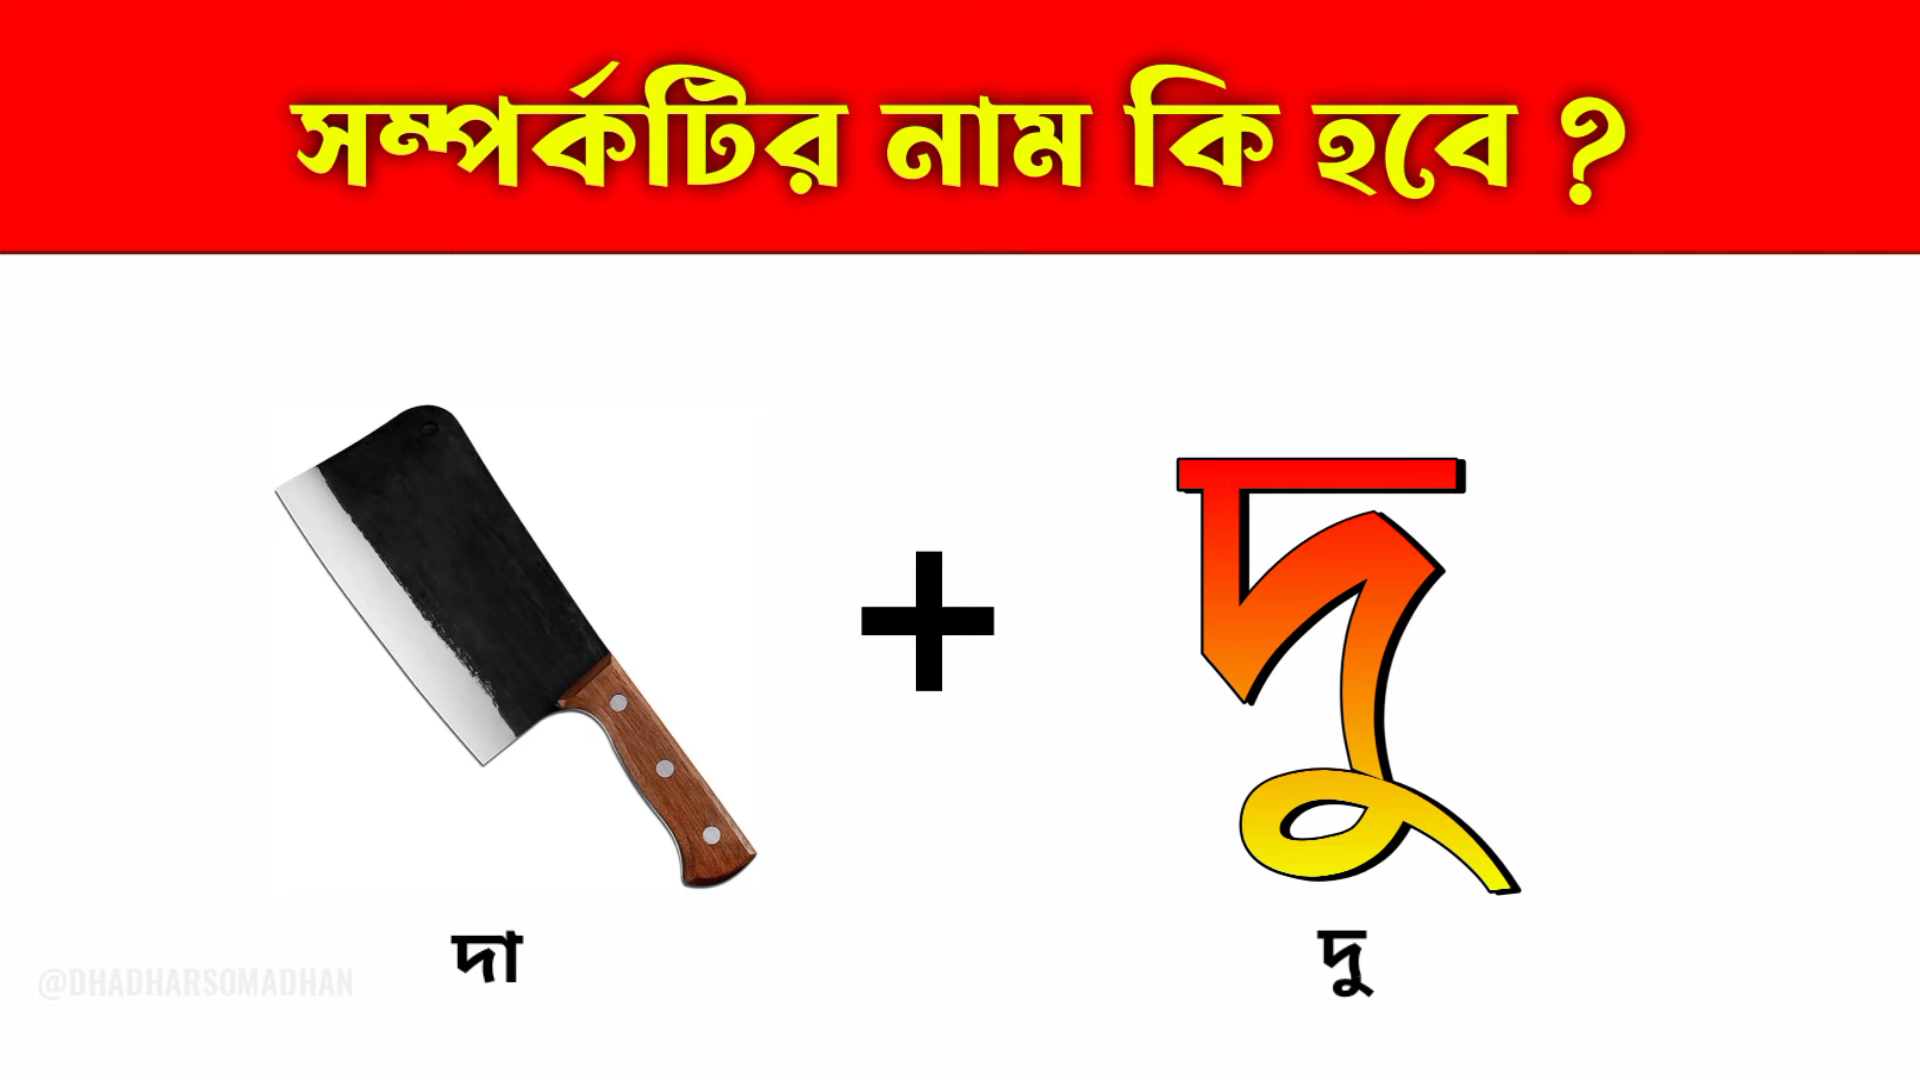 সম্পর্কটির নাম কি হবে ?
+
দু
দা
দু
@DHADHARSOMADHAN